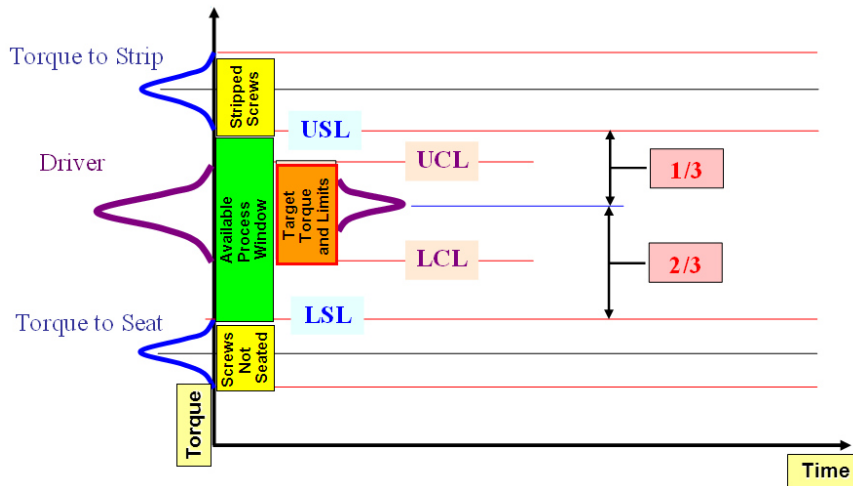 Torque to Strip
Stripped
Screws
USL
UCL
Driver
1/3
Available
Process
Window
Target
Torque
and Limits
LCL
2/3
LSL
Torque to Seat
Screws
Not
Seated
Torque
Time